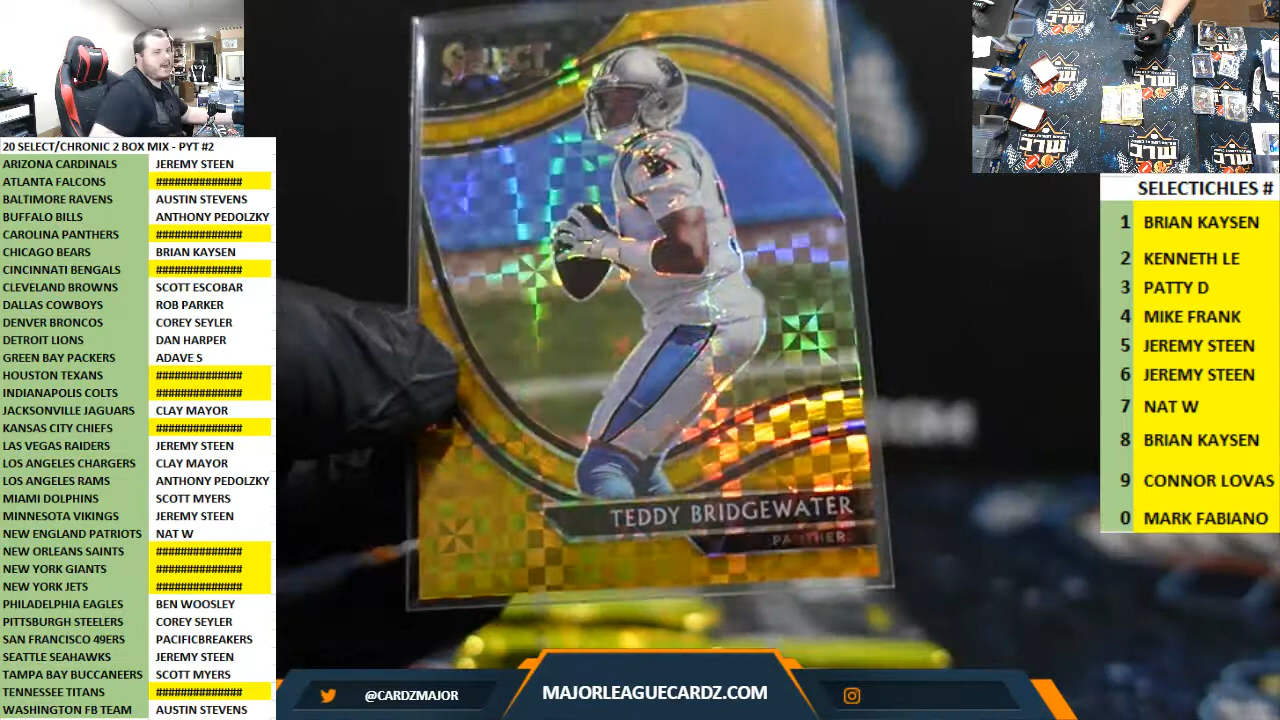 20 SELECT/CHRONIC 2 BOX MIX - PYT #2
ARIZONA CARDINALS JEREMY STEEN
ATLANTA FALCONS ##############
BALTIMORE RAVENS AUSTIN STEVENS
BUFFALO BILLS ANTHONY PEDOLZKY
CAROLINA PANTHERS ##############
CHICAGO BEARS BRIAN KAYSEN
CINCINNATI BENGALS ##############
CLEVELAND BROWNS SCOTT ESCOBAR
DALLAS COWBOYS ROB PARKER
DENVER BRONCOS COREY SEYLER
DETROIT LIONS DAN HARPER
GREEN BAY PACKERS ADAVE S
HOUSTON TEXANS ##############
INDIANAPOLIS COLTS ##############
JACKSONVILLE JAGUARS CLAY MAYOR
KANSAS CITY CHIEFS ##############
LAS VEGAS RAIDERS JEREMY STEEN
LOS ANGELES CHARGERS CLAY MAYOR
LOS ANGELES RAMS ANTHONY PEDOLZKY
MIAMI DOLPHINS SCOTT MYERS
MINNESOTA VIKINGS JEREMY STEEN
NEW ENGLAND PATRIOTS NAT W
NEW ORLEANS SAINTS ##############
NEW YORK GIANTS ##############
NEW YORK JETS ##############
PHILADELPHIA EAGLES BEN WOOSLEY
PITTSBURGH STEELERS COREY SEYLER
SAN FRANCISCO 49ERS PACIFICBREAKERS
SEATTLE SEAHAWKS JEREMY STEEN
TAMPA BAY BUCCANEERS SCOTT MYERS
TENNESSEE TITANS ##############
WASHINGTON FB TEAM AUSTIN STEVENS
SELECT
TEDDY BRIDGEWATER
PANTHERS
@CARDZMAJOR
MAJORLEAGUECARDZ.COM
SELECTICHLES #
1 BRIAN KAYSEN
2 KENNETH LE
3 PATTY D
4 MIKE FRANK
5 JEREMY STEEN
6 JEREMY STEEN
7 NAT W
8 BRIAN KAYSEN
9 CONNOR LOVAS
0 MARK FABIANO